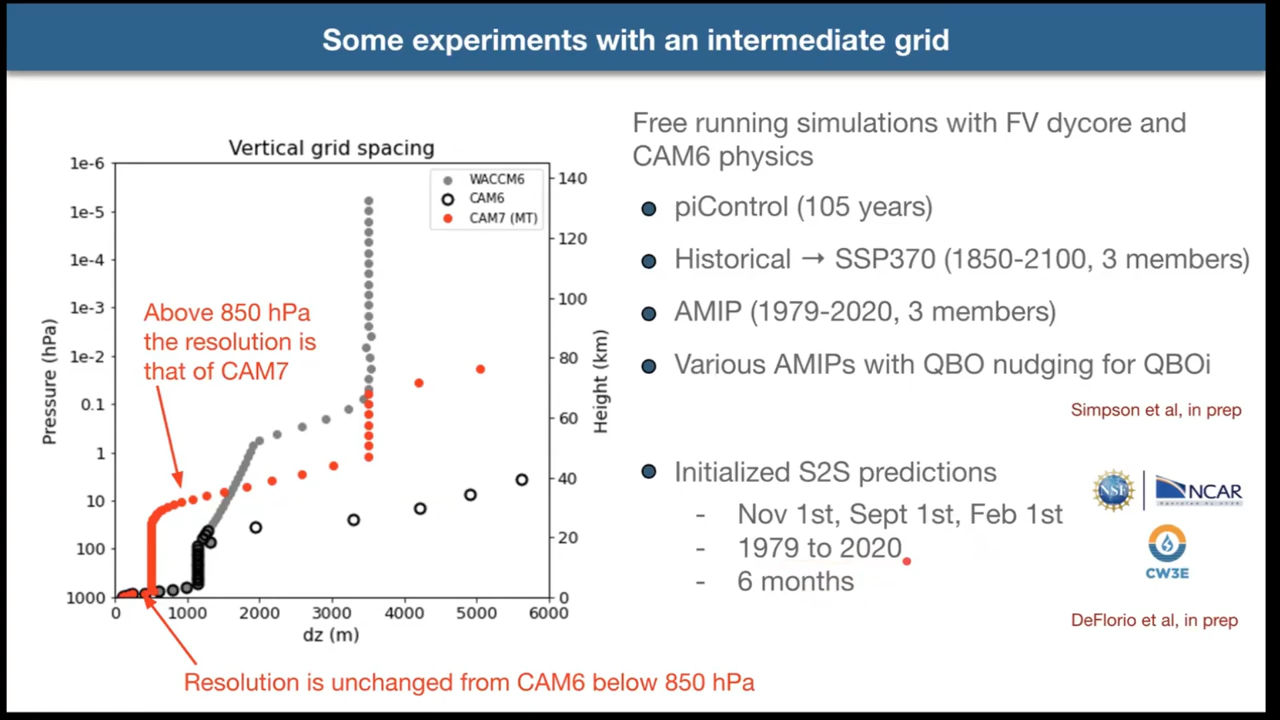 Some experiments with an intermediate grid
Vertical grid spacing
1e-6
1e-5
1e-4
1e-3
1e-2
0.1
1
10
100
1000
Pressure (hPa)
0
1000
2000
3000
4000
5000
6000
dz (m)
140
120
100
80
60
40
20
0
Height (km)
WACCM6
CAM6
CAM7 (MT)
Above 850 hPa
the resolution is
that of CAM7
Resolution is unchanged from CAM6 below 850 hPa
Free running simulations with FV dycore and
CAM6 physics
piControl (105 years)
Historical → SSP370 (1850-2100, 3 members)
AMIP (1979-2020, 3 members)
Various AMIPs with QBO nudging for QBOi
Simpson et al, in prep
Initialized S2S predictions
- Nov 1st, Sept 1st, Feb 1st
- 1979 to 2020
- 6 months
NSF
NCAR
CW3E
DeFlorio et al, in prep